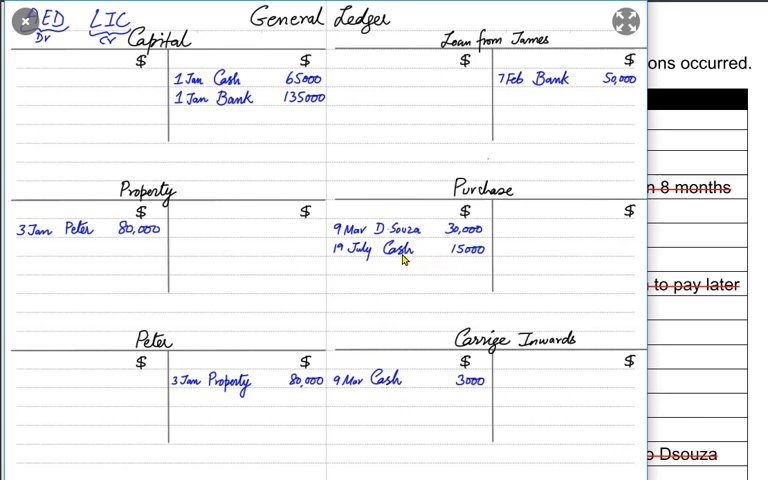 AED LIC General Ledger
Dr Cr
Capital
$ $
1 Jan Cash 65000
1 Jan Bank 135000
Loan from James
$ $
7 Feb Bank 50,000
Property
$ $
3 Jan Peter 80,000
Purchase
$ $
9 Mar D. Souza 30,000
19 July Cash 15000
Peter
$ $
3 Jan Property 80,000
Carrige Inwards
$ $
9 Mar Cash 3000
ons occurred.
n 8 months
to pay later
o Dsouza